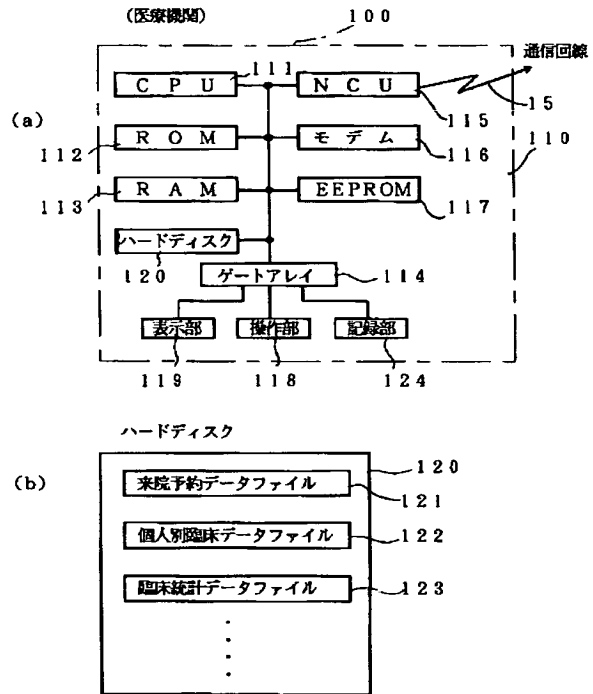 (医療機関) 100
通信回線
CPU 111 NCU
115 15
(a)
ROM モデム 110
112 116
RAM EEPROM
113 117
ハードディスク
120 ゲートアレイ 114
表示部 操作部 記録部
119 118 124
ハードディスク
(b) 120
来院予約データファイル
121
個人別臨床データファイル 122
臨床統計データファイル 123